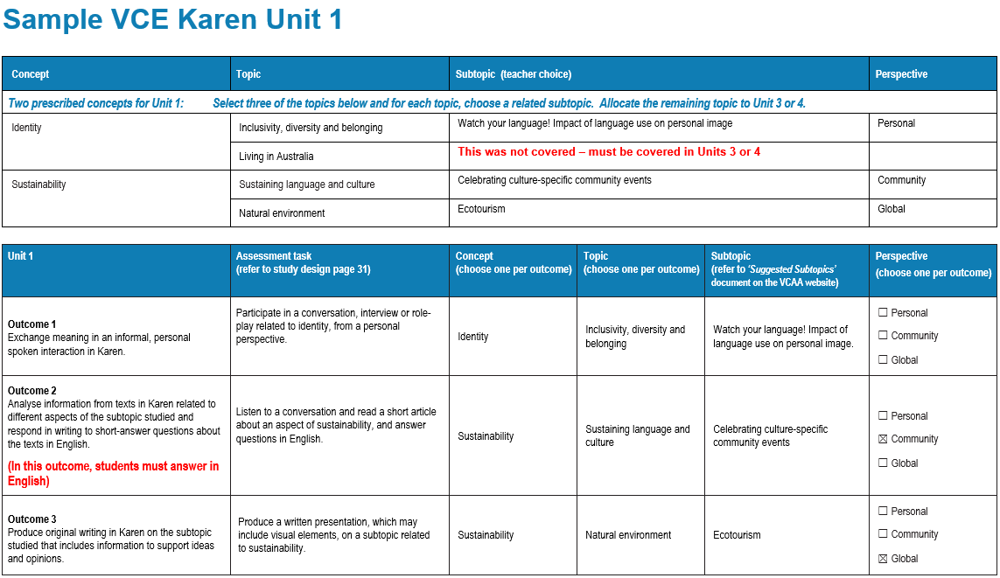 Sample VCE Karen Unit 1
Concept Topic Subtopic (teacher choice) Perspective
Two prescribed concepts for Unit 1: Select three of the topics below and for each topic, choose a related subtopic. Allocate the remaining topic to Unit 3 or 4.
Identity Inclusivity, diversity and belonging Watch your language! Impact of language use on personal image Personal
Living in Australia This was not covered – must be covered in Units 3 or 4
Sustainability Sustaining language and culture Celebrating culture-specific community events Community
Natural environment Ecotourism Global
Unit 1
Assessment task
(refer to study design page 31)
Concept
(choose one per outcome)
Topic
(choose one per outcome)
Subtopic
(refer to ‘Suggested Subtopics’
document on the VCAA website)
Perspective
(choose one per outcome)
Outcome 1
Exchange meaning in an informal, personal
spoken interaction in Karen.
Participate in a conversation, interview or role-
play related to identity, from a personal
perspective.
Identity
Inclusivity, diversity and
belonging
Watch your language! Impact of
language use on personal image.
☐ Personal
☐ Community
☐ Global
Outcome 2
Analyse information from texts in Karen related to
different aspects of the subtopic studied and
respond in writing to short-answer questions about
the texts in English.
(In this outcome, students must answer in
English)
Listen to a conversation and read a short article
about an aspect of sustainability, and answer
questions in English.
Sustainability
Sustaining language and
culture
Celebrating culture-specific
community events
☐ Personal
☒ Community
☐ Global
Outcome 3
Produce original writing in Karen on the subtopic
studied that includes information to support ideas
and opinions.
Produce a written presentation, which may
include visual elements, on a subtopic related
to sustainability.
Sustainability
Natural environment
Ecotourism
☐ Personal
☐ Community
☒ Global